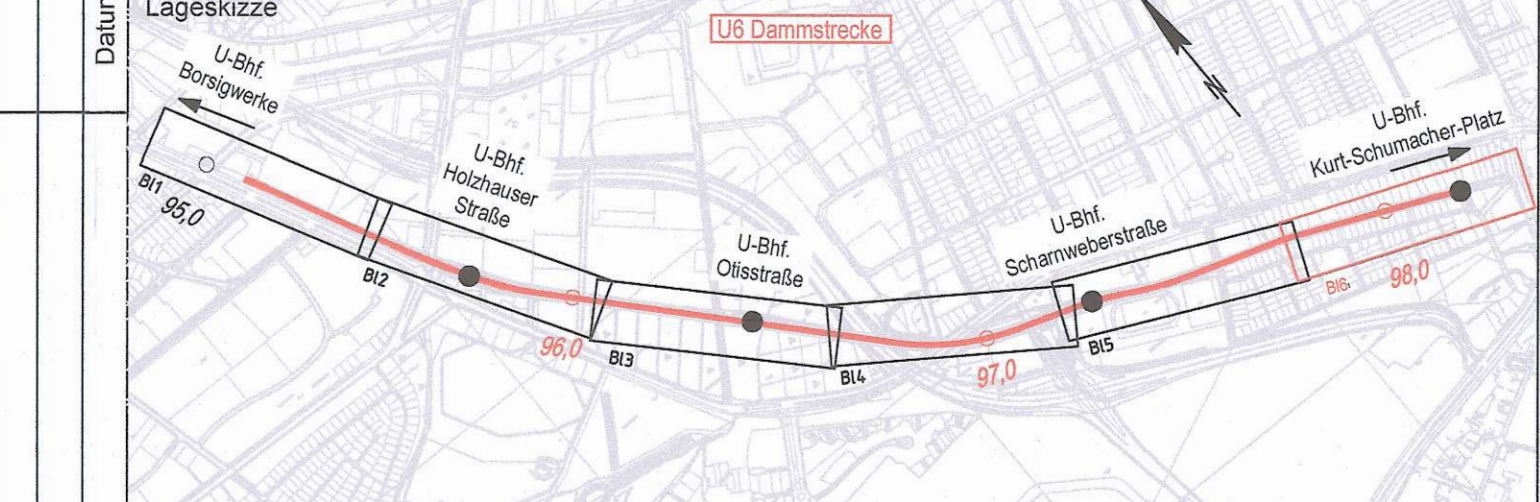 Lageskizze
Datum
U6 Dammstrecke
N
U-Bhf.
Borsigwerke
Bl1
95,0
U-Bhf.
Holzhauser
Straße
Bl2
96,0
Bl3
U-Bhf.
Otisstraße
Bl4
97,0
U-Bhf.
Scharnweberstraße
Bl5
U-Bhf.
Kurt-Schumacher-Platz
Bl6
98,0